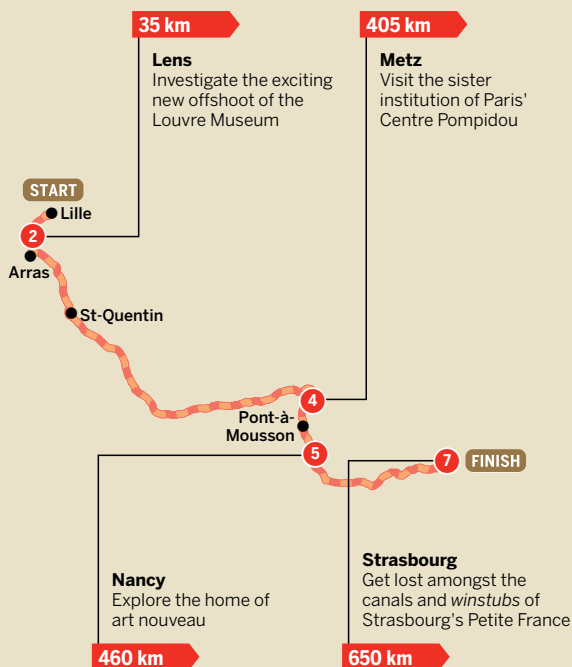 35 km
Lens
Investigate the exciting
new offshoot of the
Louvre Museum
405 km
Metz
Visit the sister
institution of Paris'
Centre Pompidou
START
Lille
2
Arras
St-Quentin
4
Pont-à-
Mousson
5
7
FINISH
Nancy
Explore the home of
art nouveau
460 km
Strasbourg
Get lost amongst the
canals and winstubs of
Strasbourg's Petite France
650 km